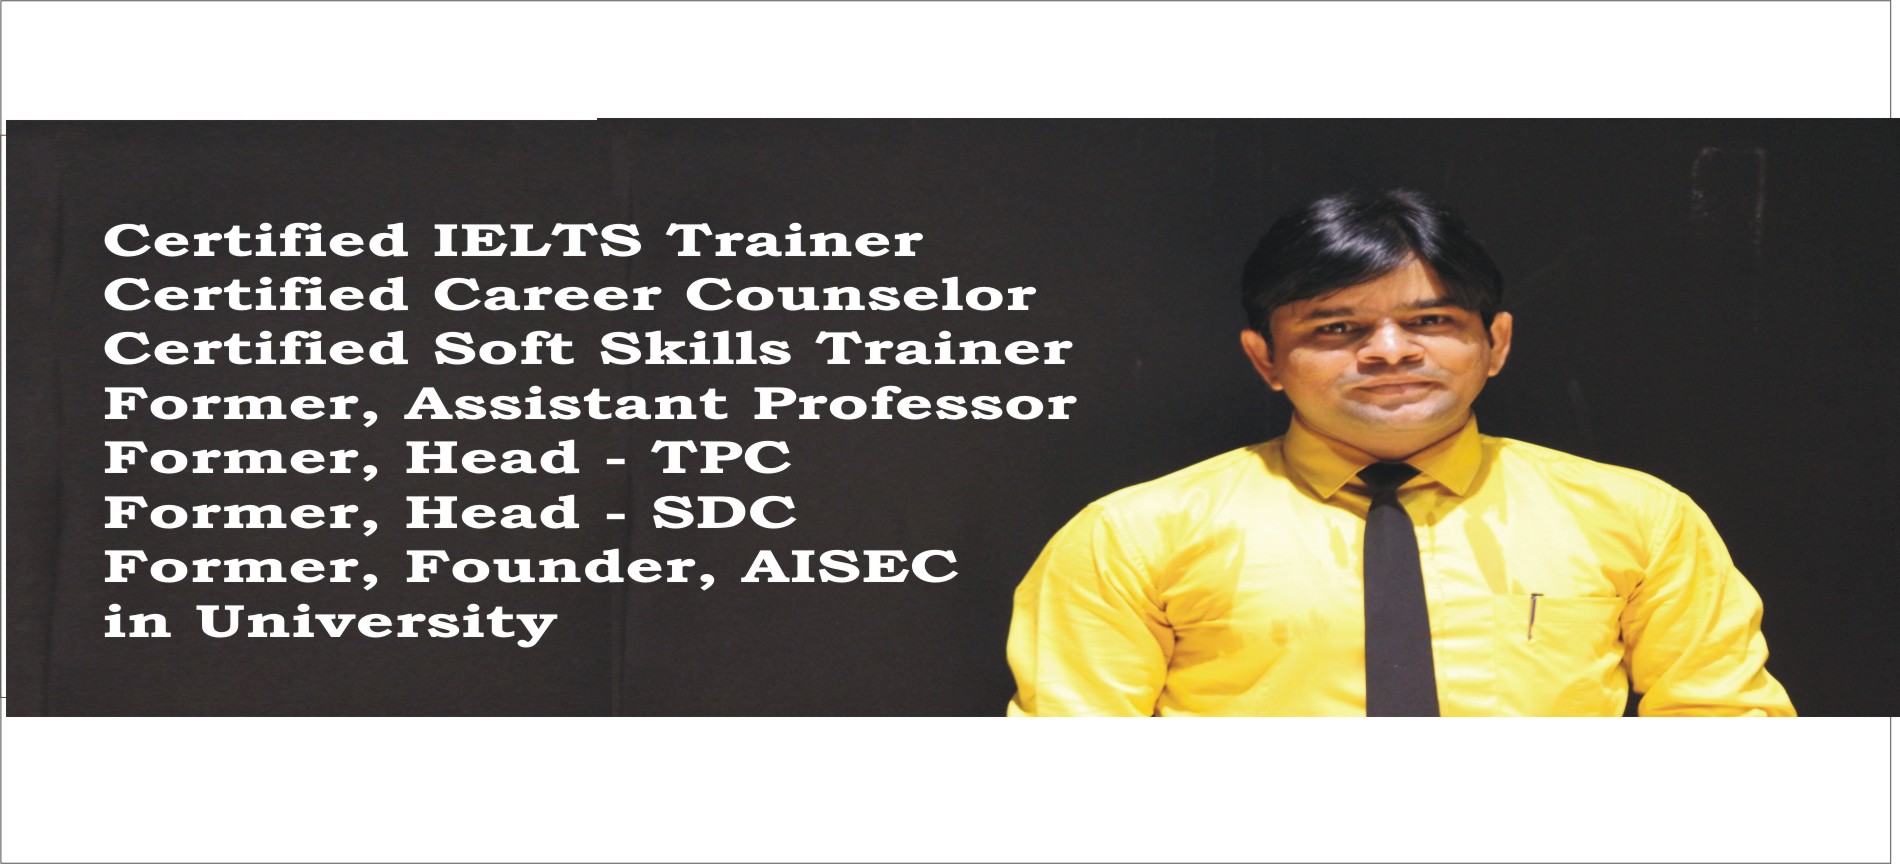 Certified IELTS Trainer
Certified Career Counselor
Certified Soft Skills Trainer
Former, Assistant Professor
Former, Head - TPC
Former, Head - SDC
Former, Founder, AISEC
in University